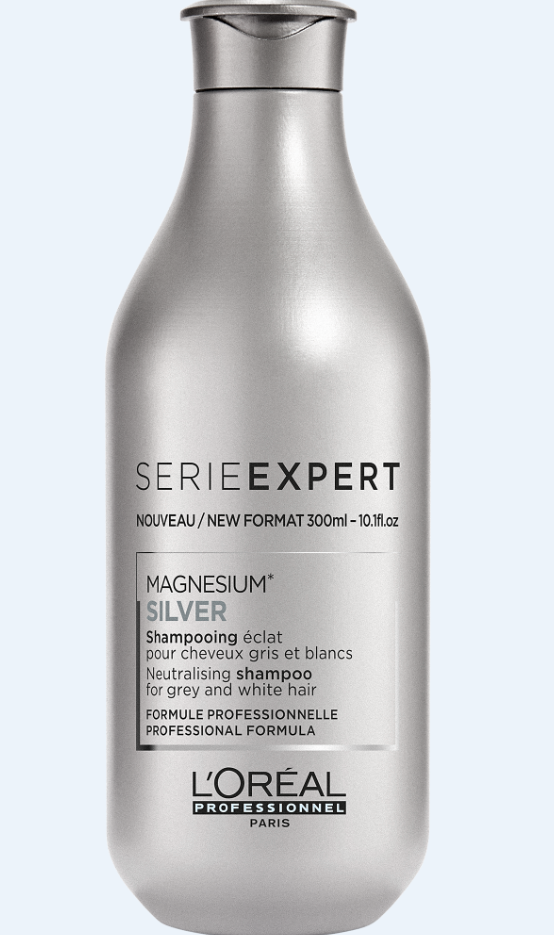 SERIEEXPERT
NOUVEAU / NEW FORMAT 300ml - 10.1fl.oz
MAGNESIUM*
SILVER
Shampooing éclat
pour cheveux gris et blancs
Neutralising shampoo
for grey and white hair
FORMULE PROFESSIONNELLE
PROFESSIONAL FORMULA
L'ORÉAL
PROFESSIONNEL
PARIS